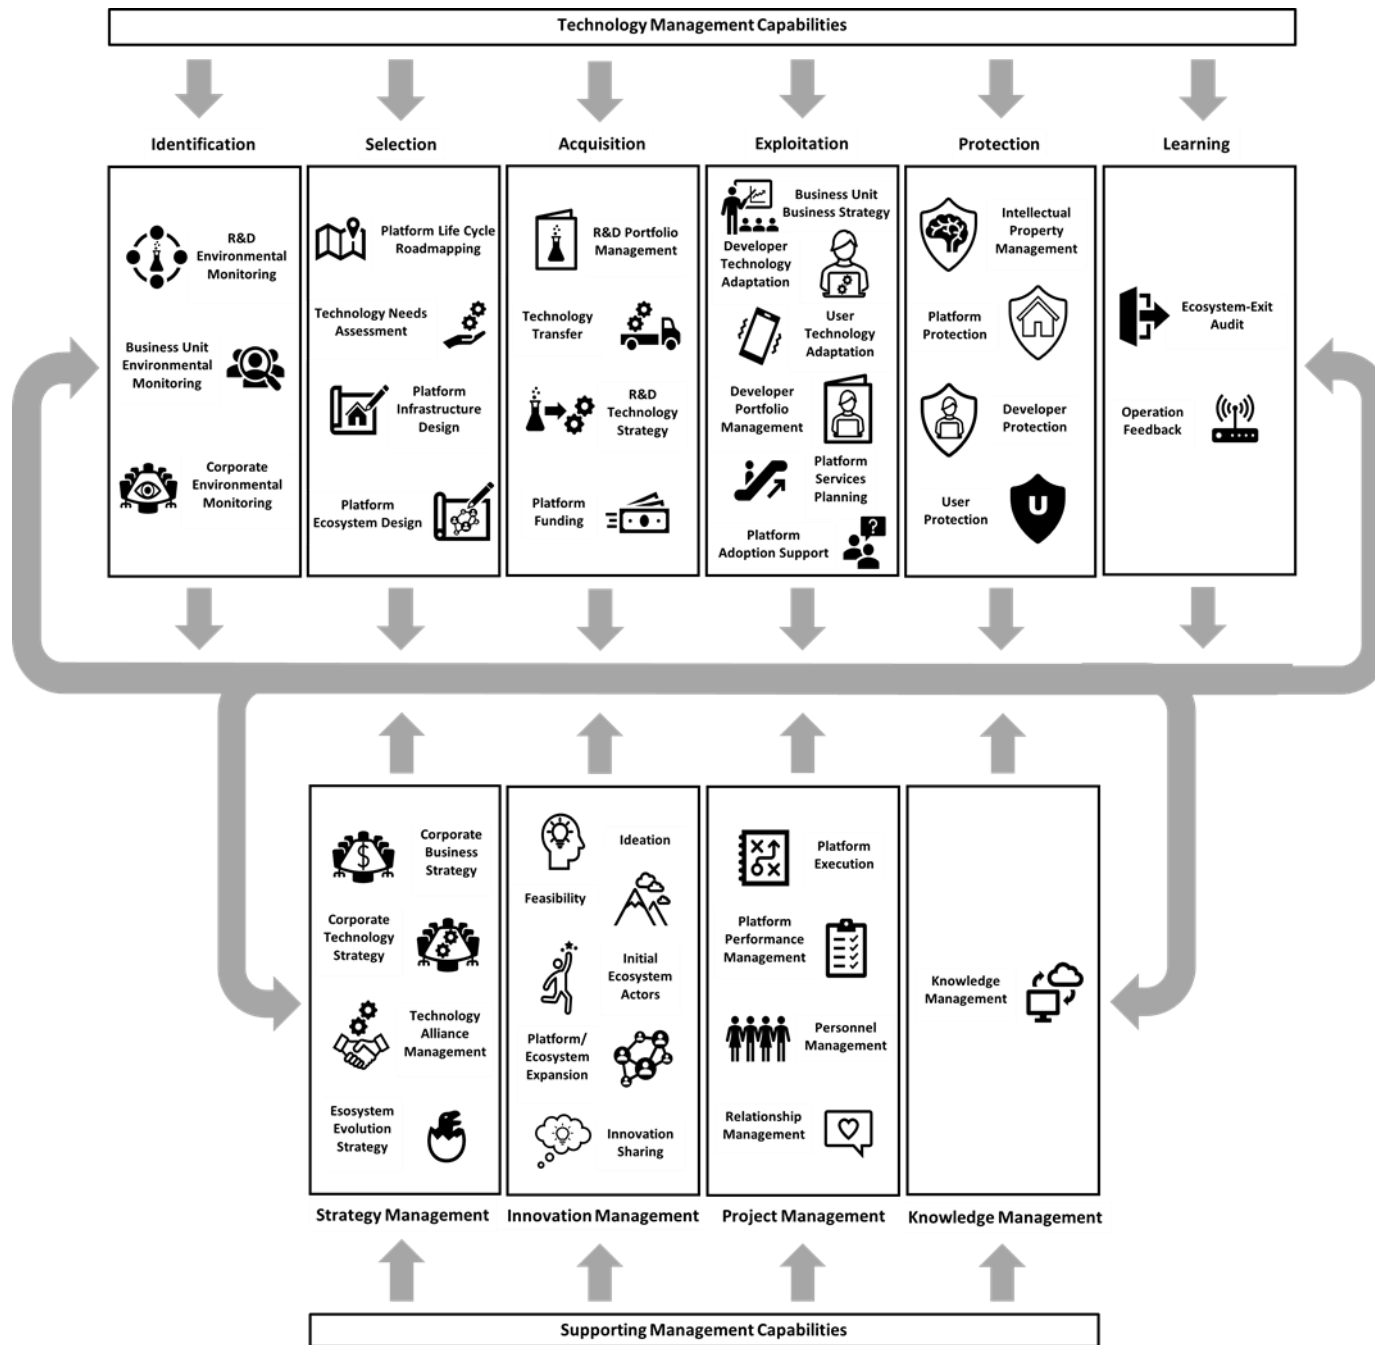 Technology Management Capabilities
Identification
Selection
Acquisition
Exploitation
Protection
Learning
R&D
Environmental
Monitoring
Business Unit
Environmental
Monitoring
Corporate
Environmental
Monitoring
Platform Life Cycle
Roadmapping
Technology Needs
Assessment
Platform
Infrastructure
Design
Platform
Ecosystem Design
R&D Portfolio
Management
Technology
Transfer
R&D
Technology
Strategy
Platform
Funding
Business Unit
Business Strategy
Developer
Technology
Adaptation
User
Technology
Adaptation
Developer
Portfolio
Management
Platform
Services
Planning
Platform
Adoption Support
?
Intellectual
Property
Management
Platform
Protection
Developer
Protection
User
Protection
U
Ecosystem-Exit
Audit
Operation
Feedback
$
Corporate
Business
Strategy
Corporate
Technology
Strategy
Technology
Alliance
Management
Esosystem
Evolution
Strategy
Ideation
Feasibility
Initial
Ecosystem
Actors
Platform/
Ecosystem
Expansion
Innovation
Sharing
Platform
Execution
Platform
Performance
Management
Personnel
Management
Relationship
Management
Knowledge
Management
Strategy Management
Innovation Management
Project Management
Knowledge Management
Supporting Management Capabilities